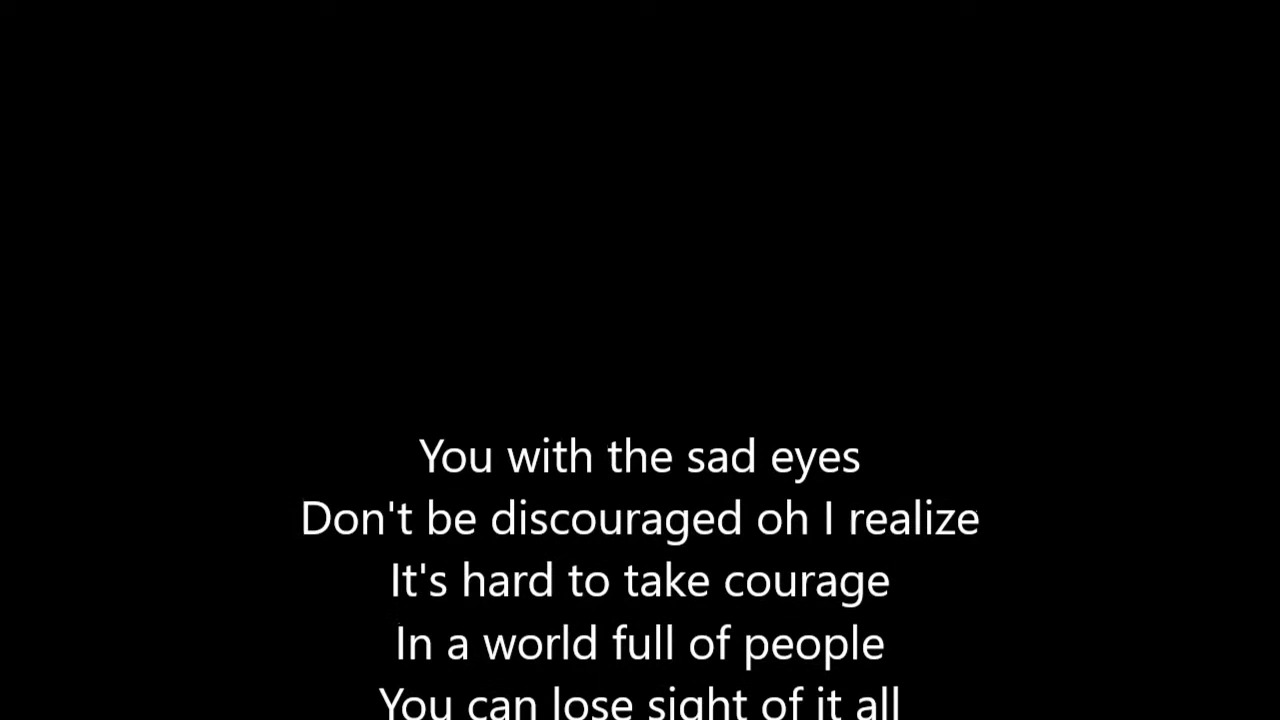 You with the sad eyes
Don't be discouraged oh I realize
It's hard to take courage
In a world full of people
You can lose sight of it all